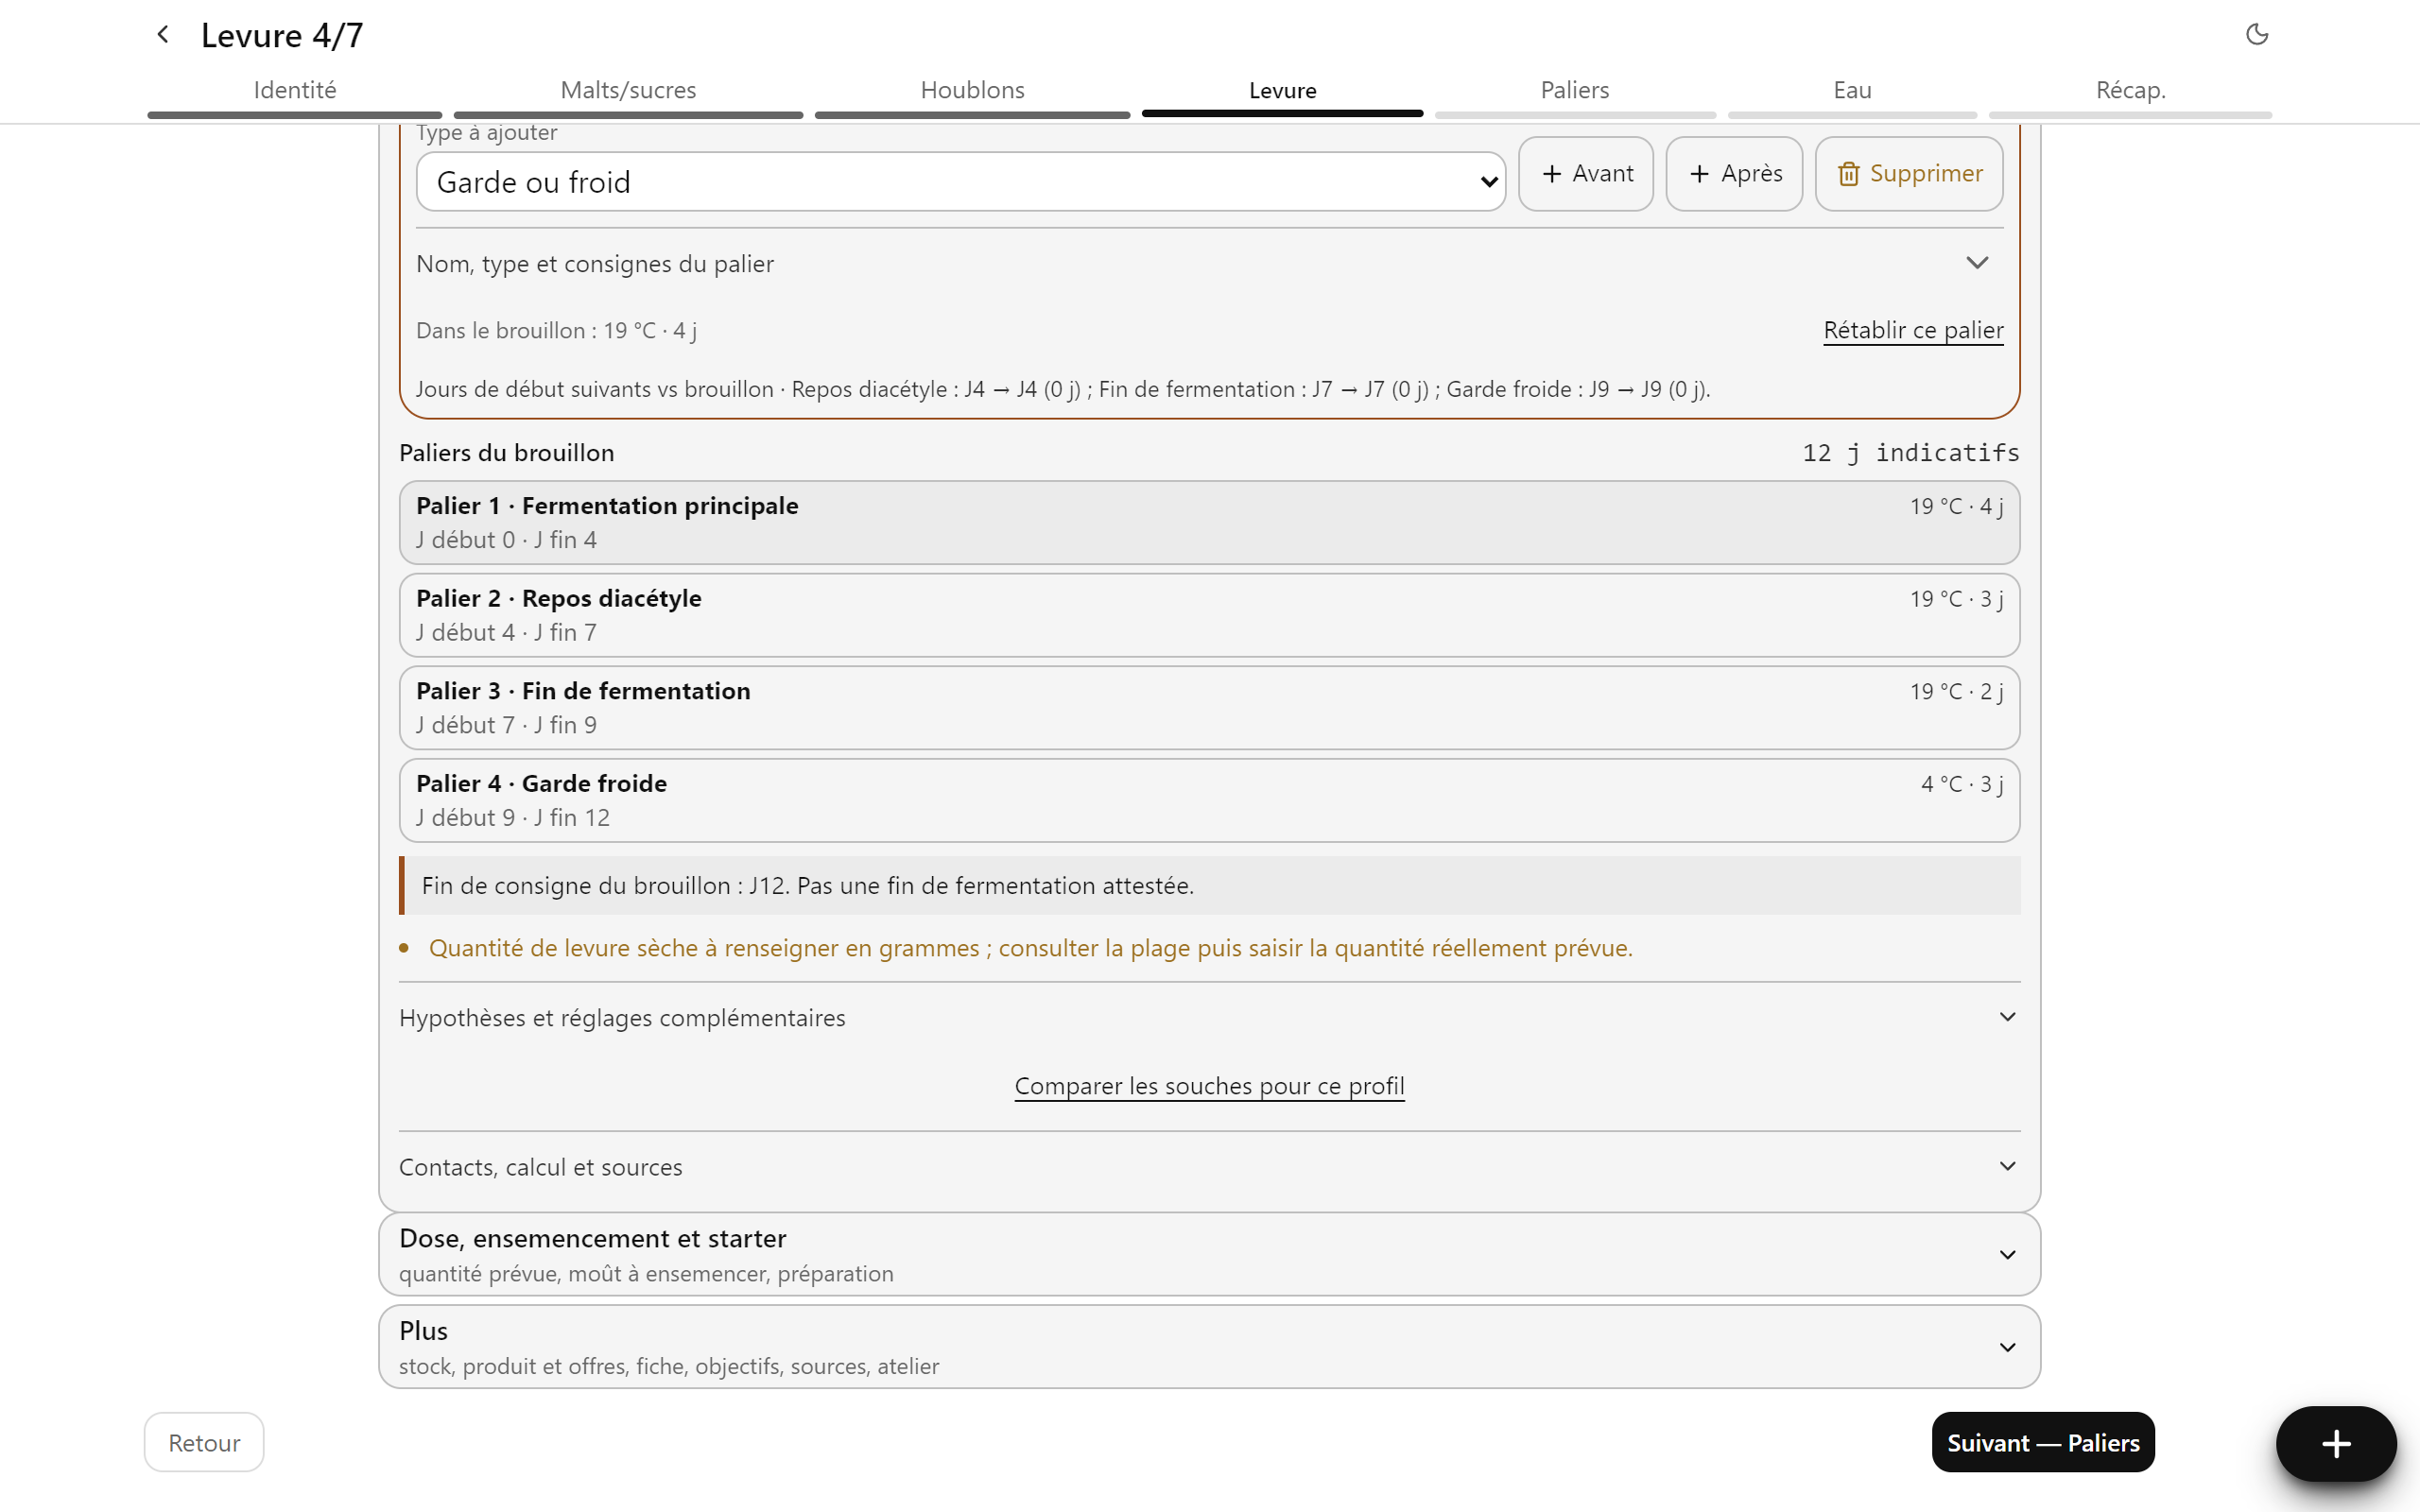 Levure 4/7
Identité
Malts/sucres
Houblons
Levure
Paliers
Eau
Récap.
Type à ajouter
Garde ou froid
+ Avant
+ Après
Supprimer
Nom, type et consignes du palier
Dans le brouillon : 19 °C · 4 j
Rétablir ce palier
Jours de début suivants vs brouillon · Repos diacétyle : J4 → J4 (0 j) ; Fin de fermentation : J7 → J7 (0 j) ; Garde froide : J9 → J9 (0 j).
Paliers du brouillon
12 j indicatifs
Palier 1 · Fermentation principale
19 °C · 4 j
J début 0 · J fin 4
Palier 2 · Repos diacétyle
19 °C · 3 j
J début 4 · J fin 7
Palier 3 · Fin de fermentation
19 °C · 2 j
J début 7 · J fin 9
Palier 4 · Garde froide
4 °C · 3 j
J début 9 · J fin 12
Fin de consigne du brouillon : J12. Pas une fin de fermentation attestée.
• Quantité de levure sèche à renseigner en grammes ; consulter la plage puis saisir la quantité réellement prévue.
Hypothèses et réglages complémentaires
Comparer les souches pour ce profil
Contacts, calcul et sources
Dose, ensemencement et starter
quantité prévue, moût à ensemencer, préparation
Plus
stock, produit et offres, fiche, objectifs, sources, atelier
Retour
Suivant — Paliers
+